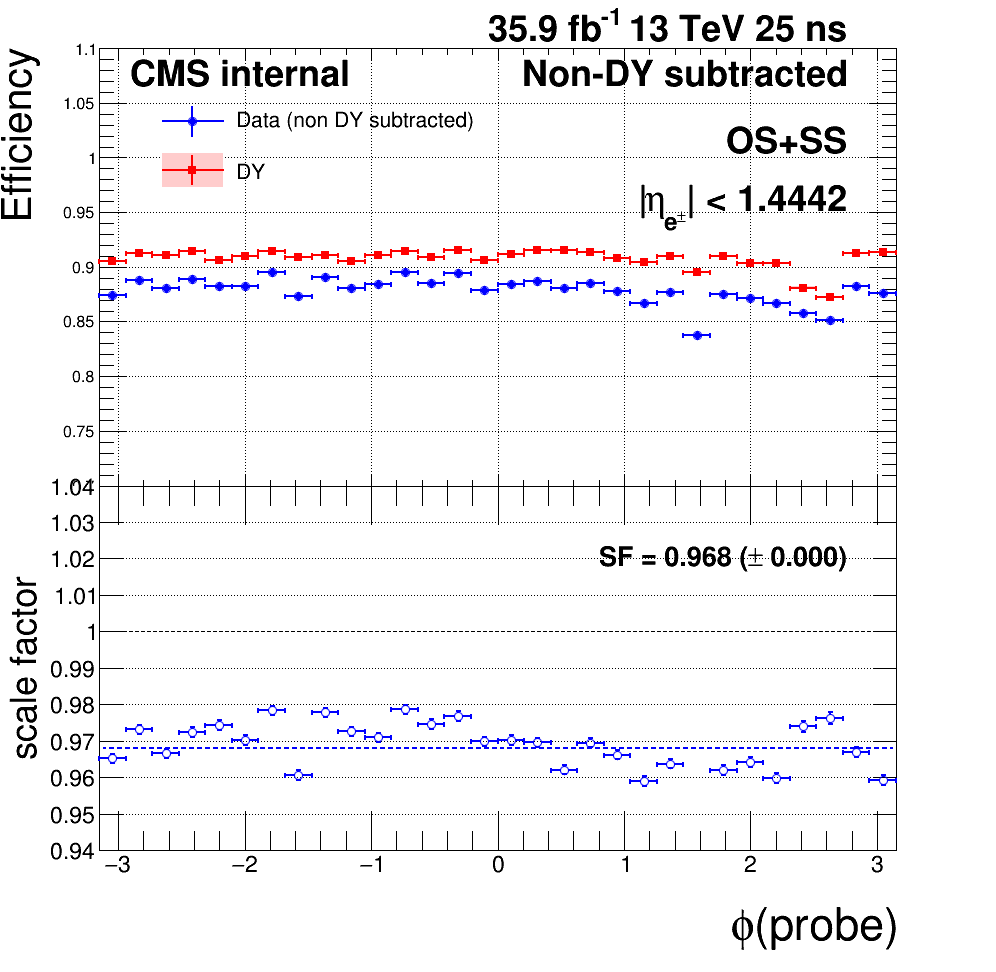 35.9 fb⁻¹ 13 TeV 25 ns
Efficiency
1.1
1.05
1
0.95
0.9
0.85
0.8
0.75
CMS internal
Non-DY subtracted
Data (non DY subtracted)
DY
OS+SS
|η_e±| < 1.4442
scale factor
1.04
1.03
1.02
1.01
1
0.99
0.98
0.97
0.96
0.95
0.94
SF = 0.968 (± 0.000)
−3 −2 −1 0 1 2 3
ϕ(probe)